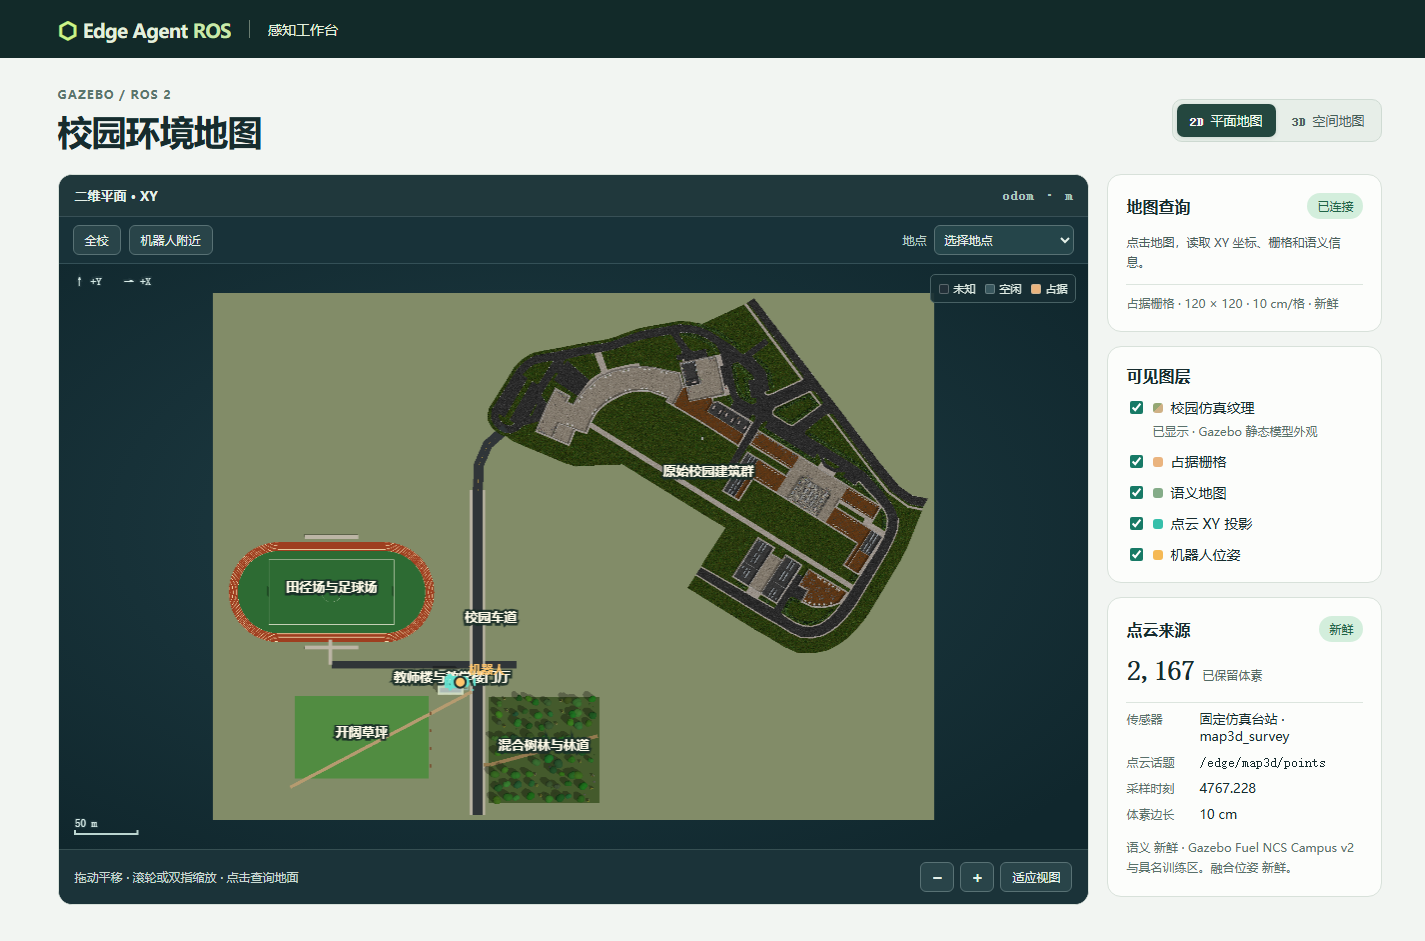 Edge Agent ROS
感知工作台
GAZEBO / ROS 2
校园环境地图
2D 平面地图
3D 空间地图
二维平面 • XY
odom · m
全校
机器人附近
地点
选择地点
↑ +Y → +X
未知 空闲 占据
原始校园建筑群
田径场与足球场
校园车道
机器人
教师楼与教学楼门厅
开阔草坪
混合树林与林道
50 m
拖动平移 · 滚轮或双指缩放 · 点击查询地面
−
+
适应视图
地图查询
已连接
点击地图，读取 XY 坐标、栅格和语义信
息。
占据栅格 · 120 × 120 · 10 cm/格 · 新鲜
可见图层
校园仿真纹理
已显示 · Gazebo 静态模型外观
占据栅格
语义地图
点云 XY 投影
机器人位姿
点云来源
新鲜
2,167 已保留体素
传感器 固定仿真台站 ·
map3d_survey
点云话题 /edge/map3d/points
采样时刻 4767.228
体素边长 10 cm
语义 新鲜 · Gazebo Fuel NCS Campus v2
与具名训练区。融合位姿 新鲜。